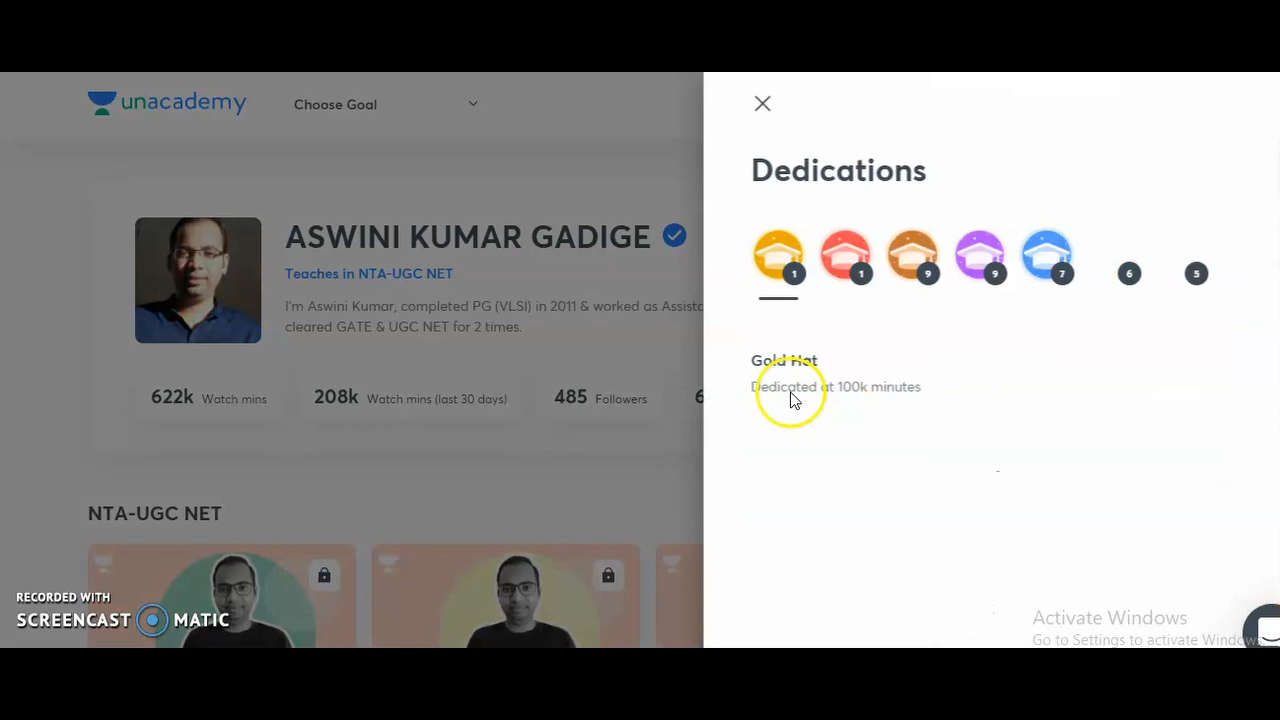 unacademy
Choose Goal
ASWINI KUMAR GADIGE
Teaches in NTA-UGC NET
I'm Aswini Kumar, completed PG (VLSI) in 2011 & worked as
cleared GATE & UGC NET for 2 times.
622k Watch mins
208k Watch mins (last 30 days)
485 Followers
NTA-UGC NET
RECORDED WITH
SCREENCAST MATIC
Dedications
1 1 9 9 7 6 5
Gold Hat
Dedicated at 100k minutes
Activate Windows
Go to Settings to activate Windows.